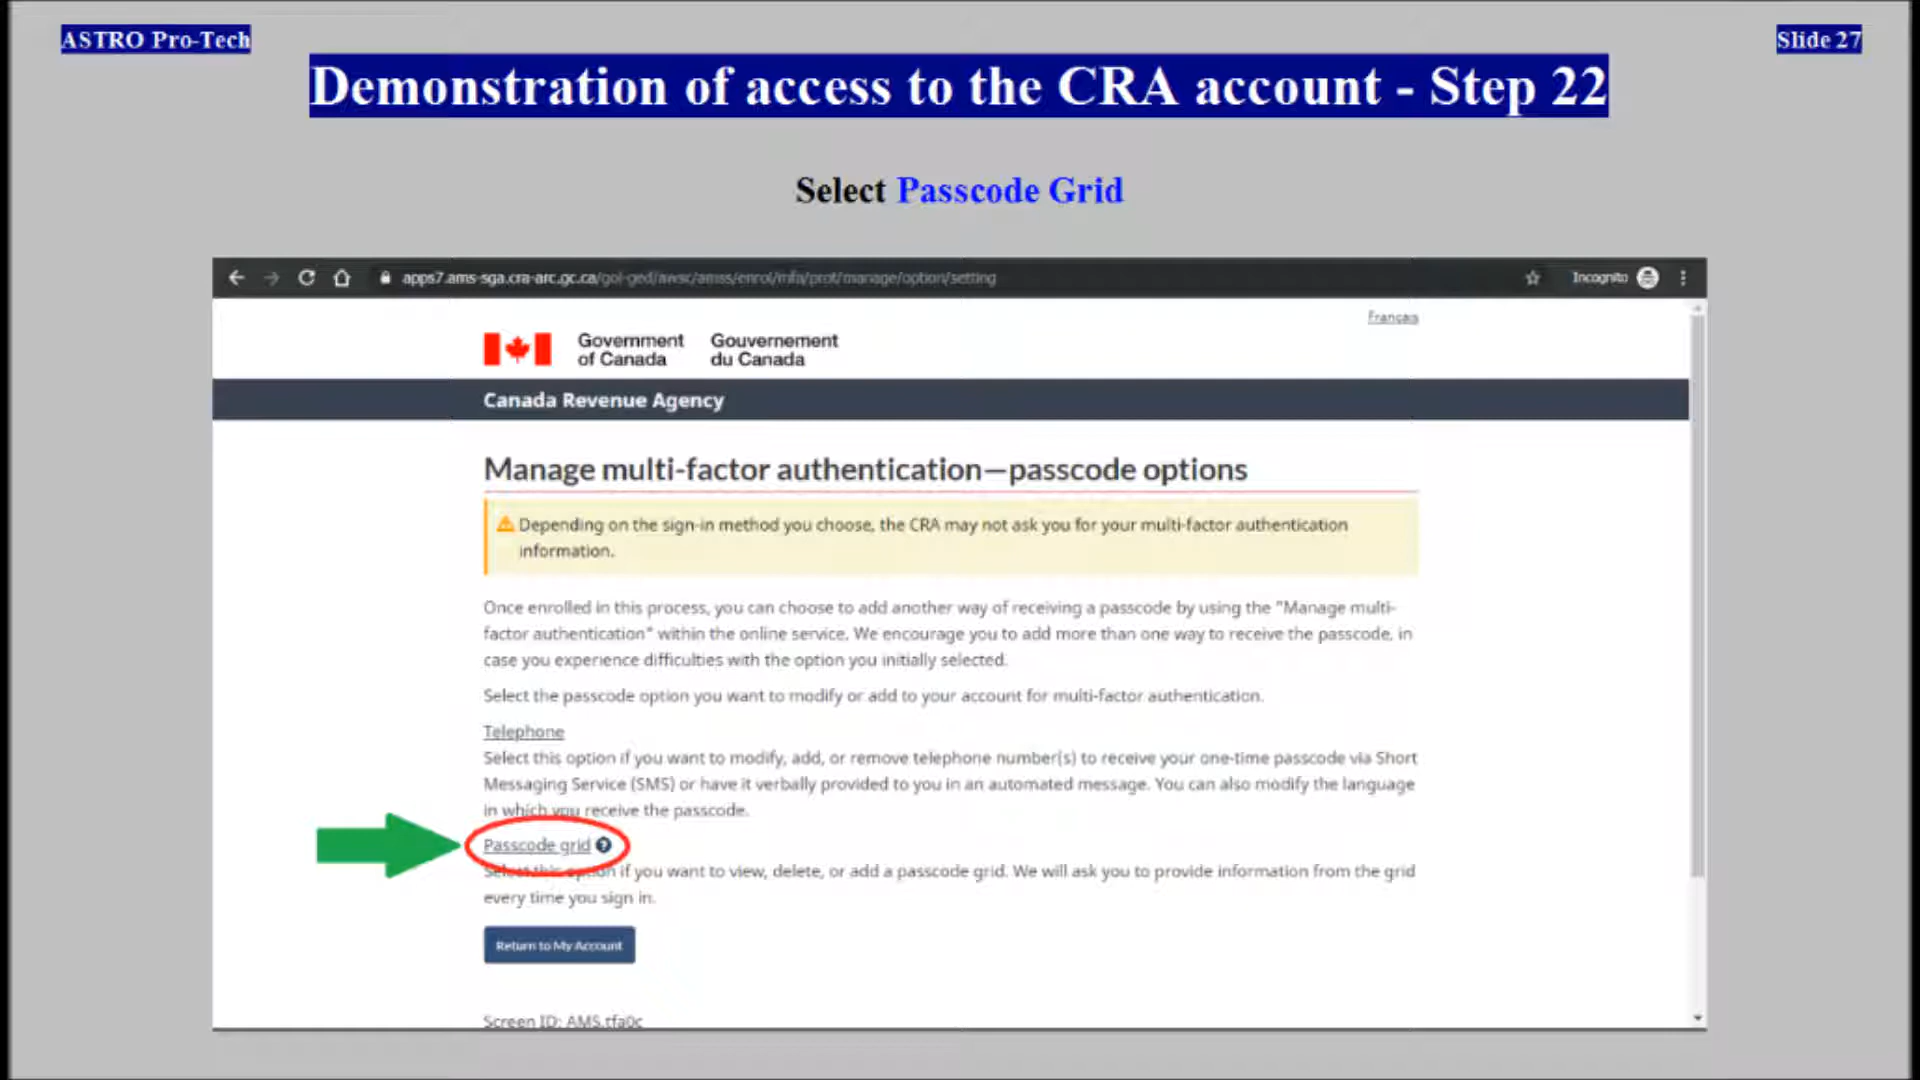 ASTRO Pro-Tech
Slide 27
Demonstration of access to the CRA account - Step 22
Select Passcode Grid
apps7.ams-sga.cra-arc.gc.ca/gol-ged/awsc/amss/enrol/mfa/prot/manage/option/setting
Incognito
Français
Government of Canada
Gouvernement du Canada
Canada Revenue Agency
Manage multi-factor authentication—passcode options
Depending on the sign-in method you choose, the CRA may not ask you for your multi-factor authentication
information.
Once enrolled in this process, you can choose to add another way of receiving a passcode by using the "Manage multi-
factor authentication" within the online service. We encourage you to add more than one way to receive the passcode, in
case you experience difficulties with the option you initially selected.
Select the passcode option you want to modify or add to your account for multi-factor authentication.
Telephone
Select this option if you want to modify, add, or remove telephone number(s) to receive your one-time passcode via Short
Messaging Service (SMS) or have it verbally provided to you in an automated message. You can also modify the language
in which you receive the passcode.
Passcode grid ?
Select this option if you want to view, delete, or add a passcode grid. We will ask you to provide information from the grid
every time you sign in.
Return to My Account
Screen ID: AMS.tfa0c